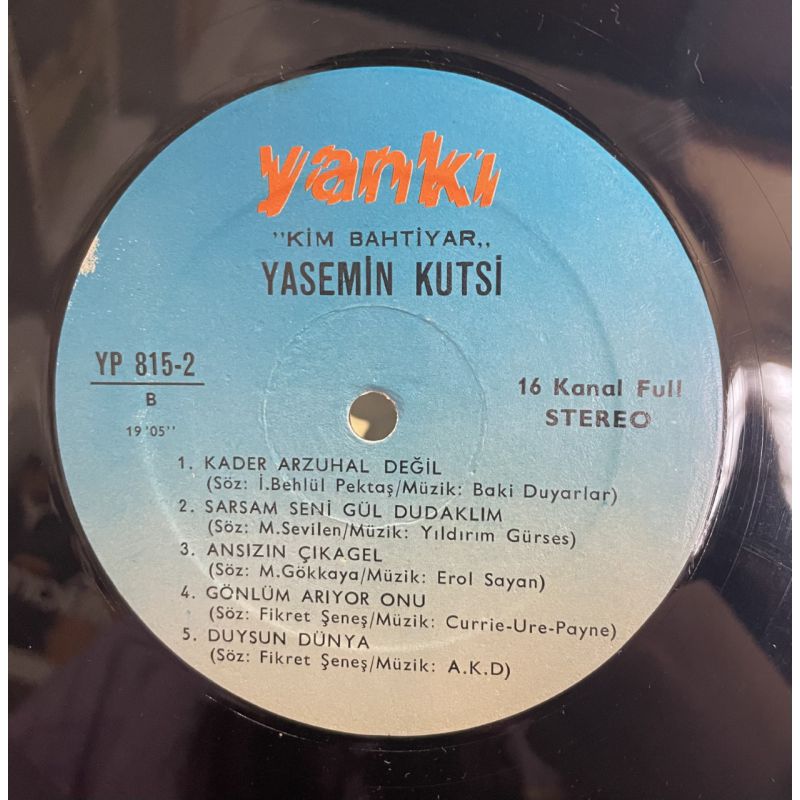 yankı
"KİM BAHTİYAR,,
YASEMİN KUTSİ
YP 815-2
B
19'05''
16 Kanal Full
STEREO
1. KADER ARZUHAL DEĞİL
(Söz: İ.Behlül Pektaş/Müzik: Baki Duyarlar)
2. SARSAM SENİ GÜL DUDAKLIM
(Söz: M.Sevilen/Müzik: Yıldırım Gürses)
3. ANSIZIN ÇIKAGEL
(Söz: M.Gökkaya/Müzik: Erol Sayan)
4. GÖNLÜM ARIYOR ONU
(Söz: Fikret Şeneş/Müzik: Currie-Ure-Payne)
5. DUYSUN DÜNYA
(Söz: Fikret Şeneş/Müzik: A.K.D)